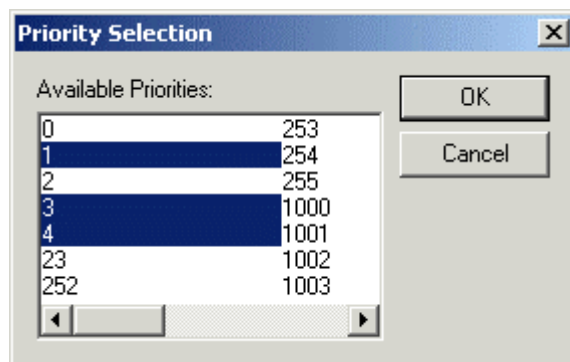 Priority Selection
Available Priorities:
0 253
1 254
2 255
3 1000
4 1001
23 1002
252 1003
OK
Cancel